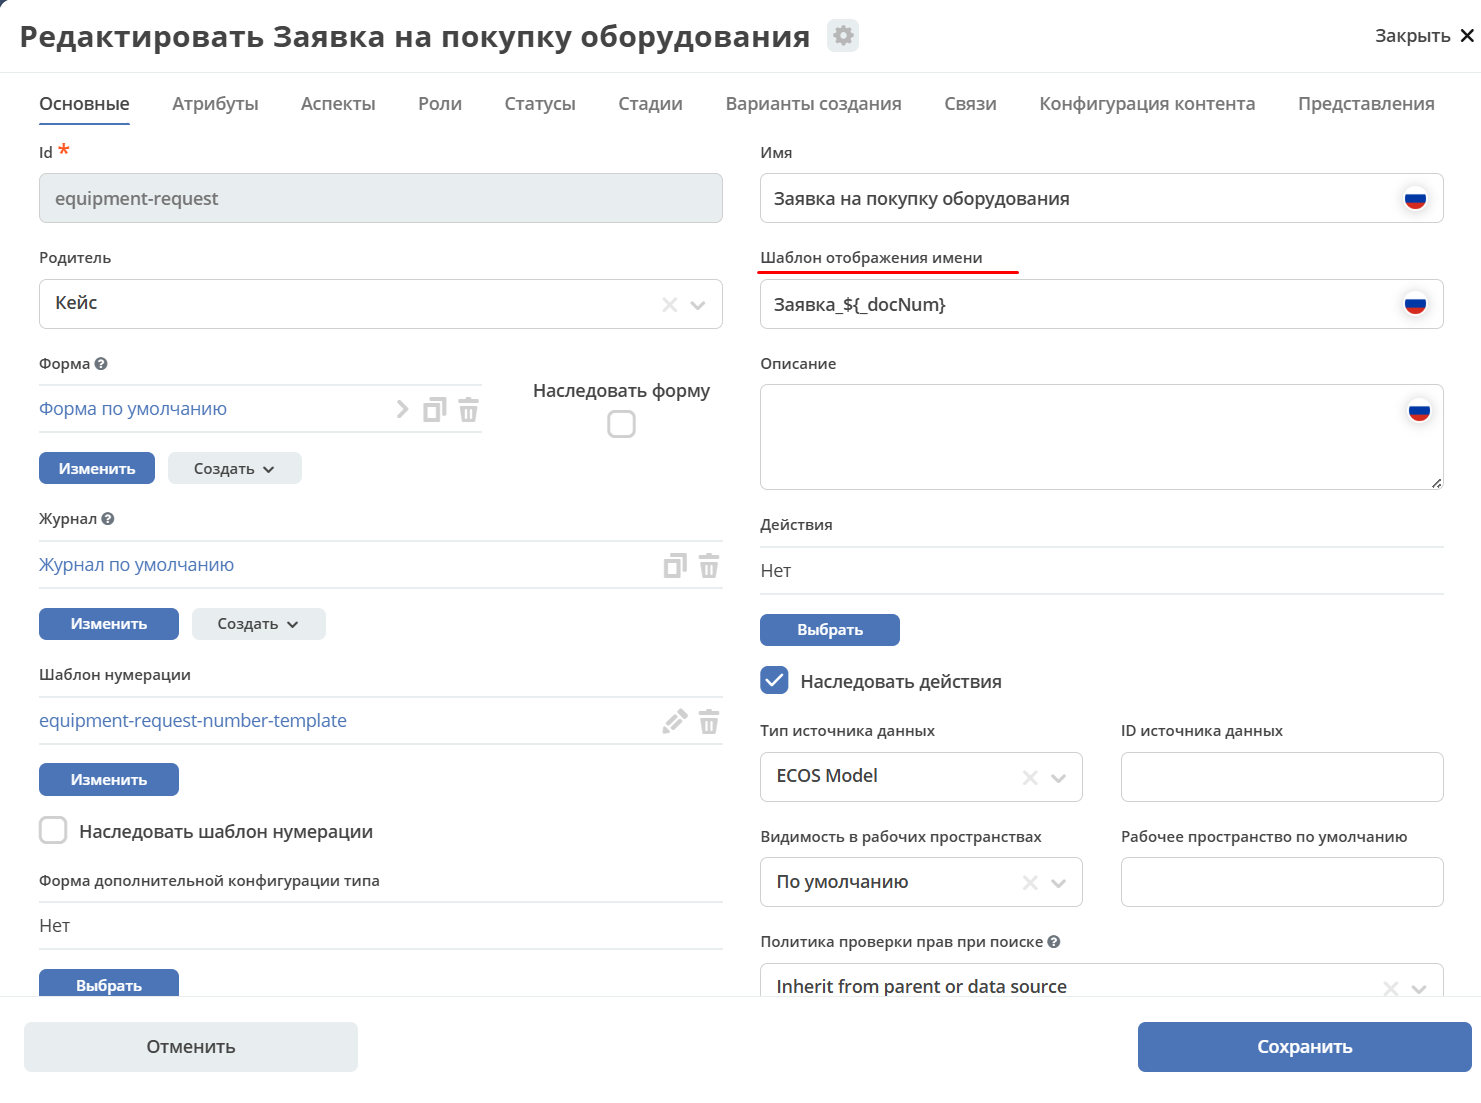 Редактировать Заявка на покупку оборудования
Закрыть
Основные Атрибуты Аспекты Роли Статусы Стадии Варианты создания Связи Конфигурация контента Представления
Id *
equipment-request
Имя
Заявка на покупку оборудования
Родитель
Кейс
Шаблон отображения имени
Заявка_${_docNum}
Форма
Форма по умолчанию
Наследовать форму
Изменить
Создать
Описание
Журнал
Журнал по умолчанию
Изменить
Создать
Действия
Нет
Выбрать
Наследовать действия
Шаблон нумерации
equipment-request-number-template
Изменить
Наследовать шаблон нумерации
Тип источника данных
ECOS Model
ID источника данных
Видимость в рабочих пространствах
По умолчанию
Рабочее пространство по умолчанию
Форма дополнительной конфигурации типа
Нет
Выбрать
Политика проверки прав при поиске
Inherit from parent or data source
Отменить
Сохранить